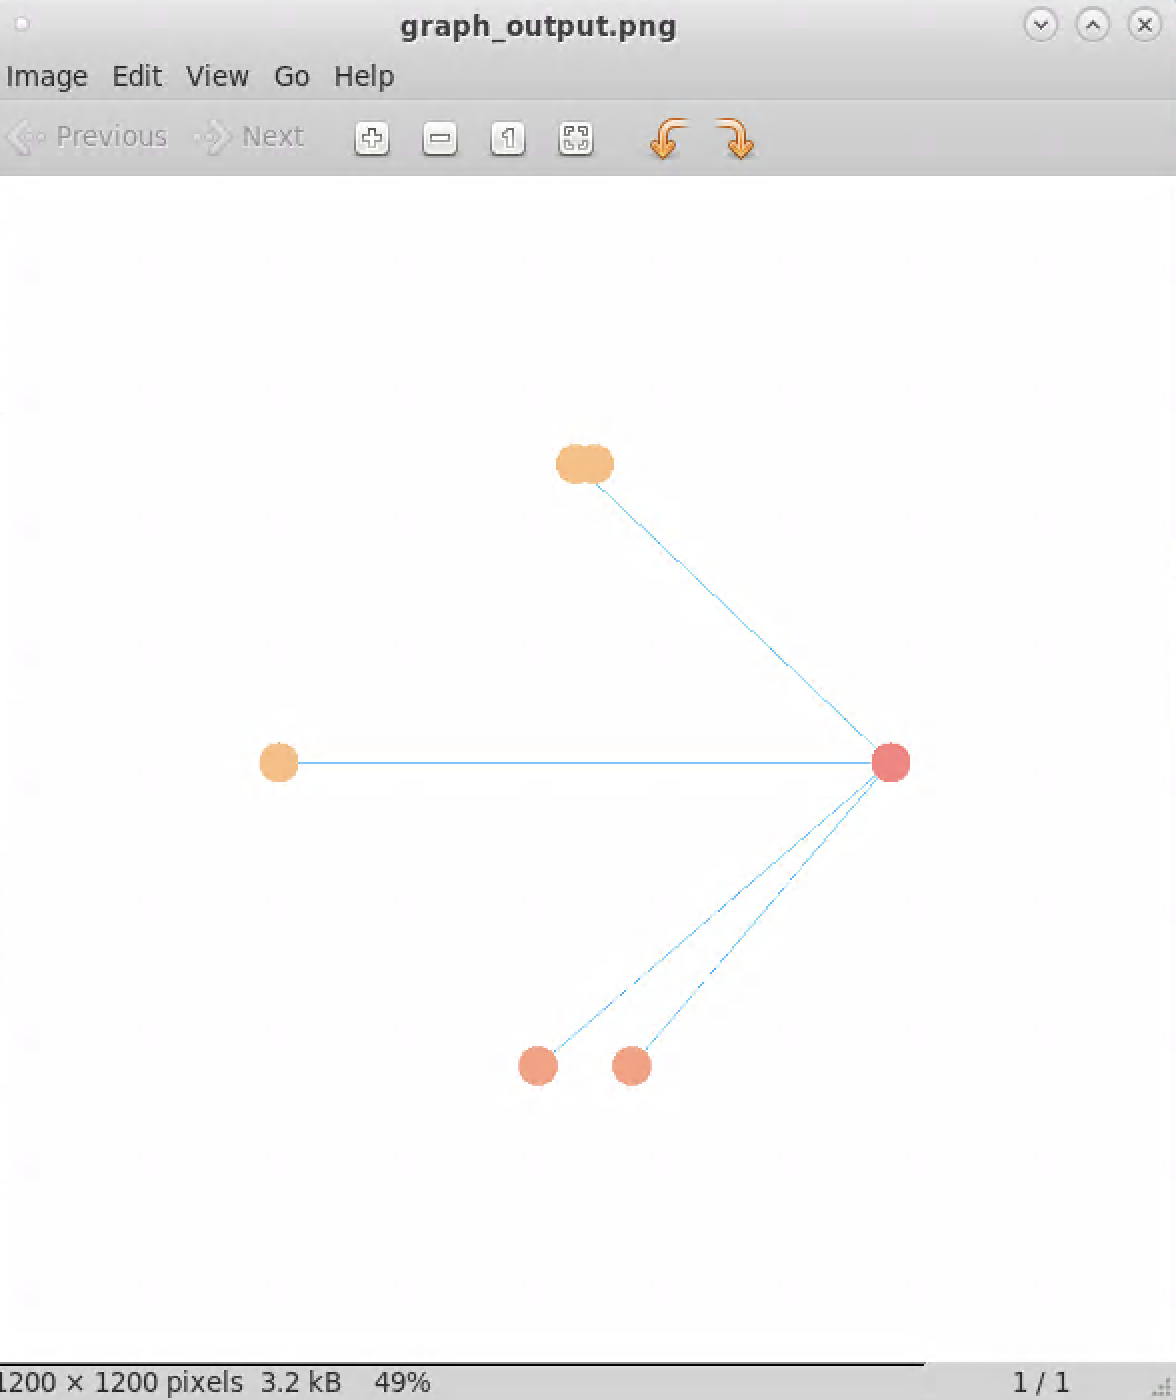 graph_output.png
Image Edit View Go Help
Previous Next
1200 × 1200 pixels 3.2 kB 49% 1 / 1